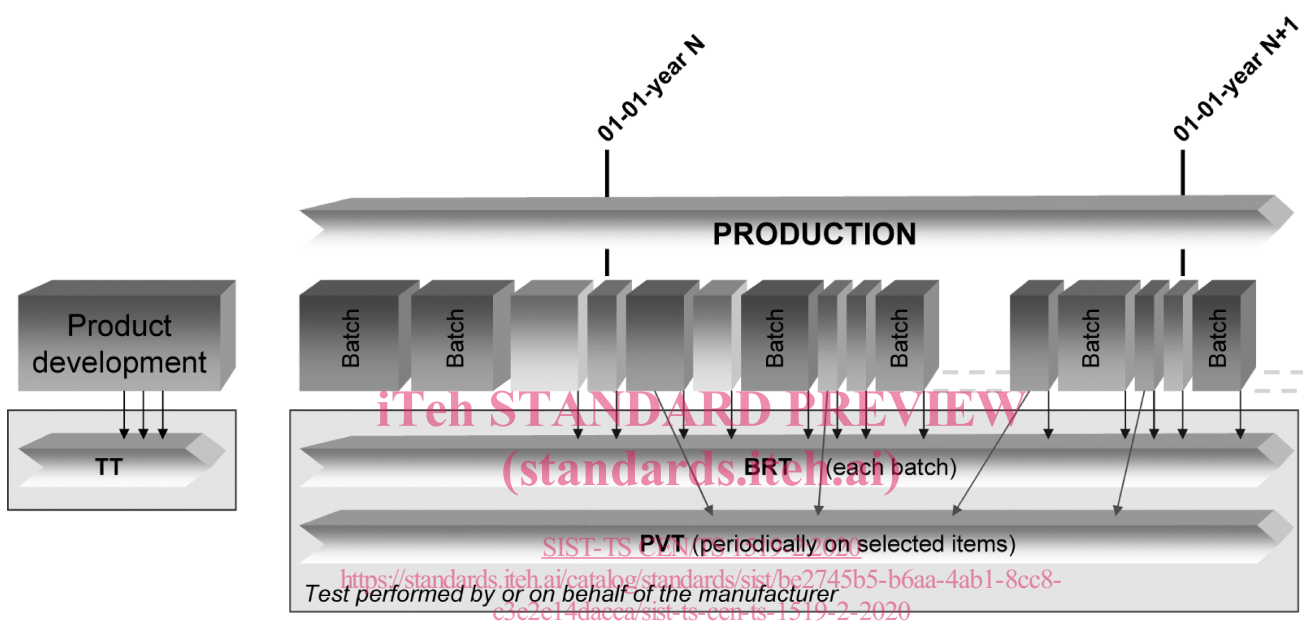 01-01-year N
01-01-year N+1
PRODUCTION
Product
development
Batch
Batch
Batch
Batch
Batch
Batch
iTeh STANDARD PREVIEW
TT
BRT (each batch)
(standards.iteh.ai)
PVT (periodically on selected items)
SIST-TS CEN/TS 1519-2:2020
https://standards.iteh.ai/catalog/standards/sist/be2745b5-b6aa-4ab1-8cc8-
Test performed by or on behalf of the manufacturer
c3c2c14dacca/sist-ts-cen-ts-1519-2-2020